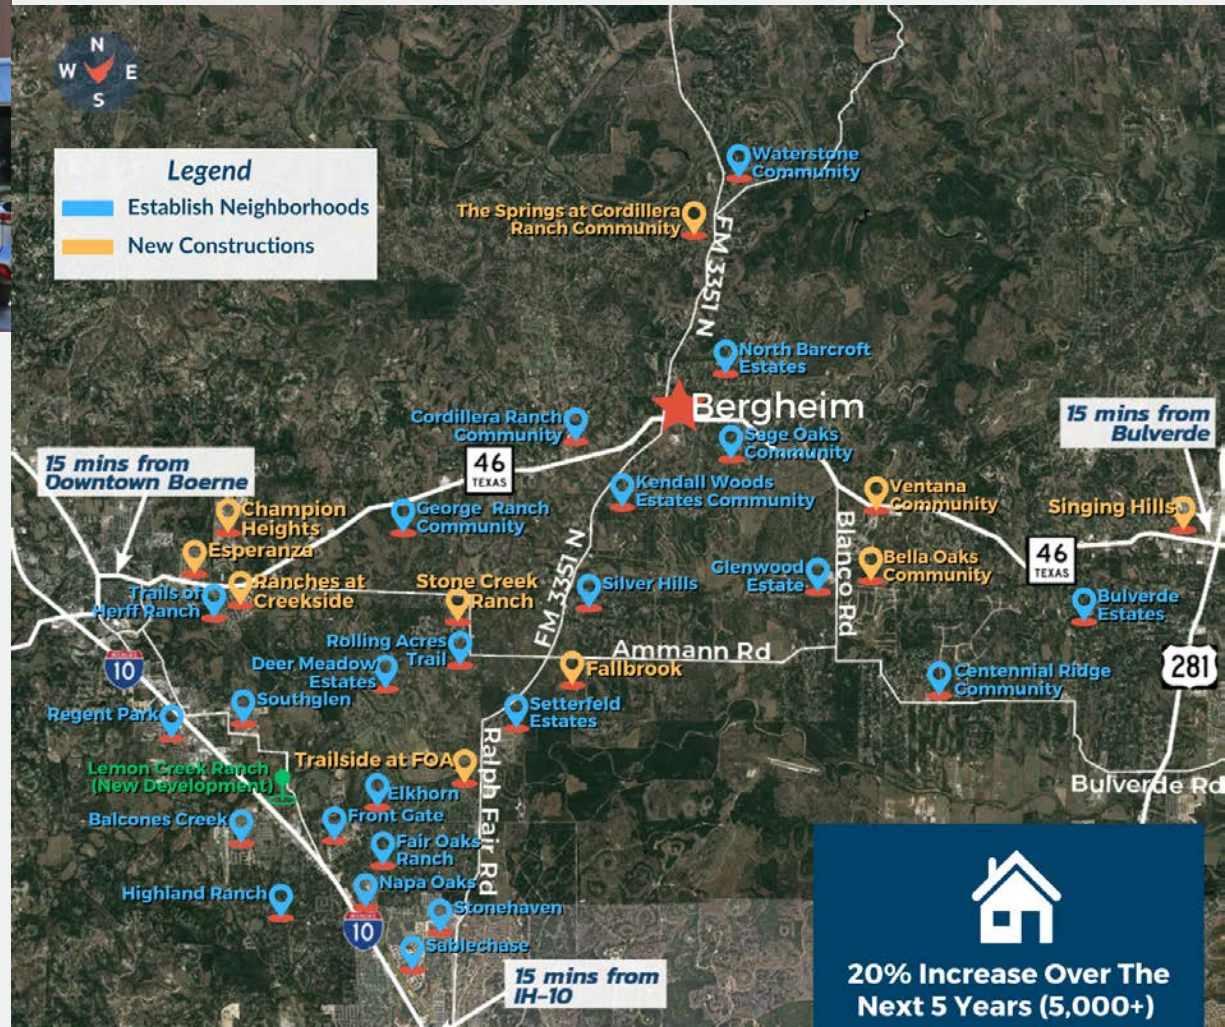 N
W E
S
Legend
Establish Neighborhoods
New Constructions
Waterstone
Community
The Springs at Cordillera
Ranch Community
FM 3351 N
North Barcroft
Estates
Bergheim
Cordillera Ranch
Community
Sage Oaks
Community
15 mins from
Bulverde
15 mins from
Downtown Boerne
46
TEXAS
Kendall Woods
Estates Community
Ventana
Community
Singing Hills
Champion
Heights
George Ranch
Community
Esperanza
Ranches at
Creekside
Trails of
Herff Ranch
Stone Creek
Ranch
FM 3351 N
Silver Hills
Glenwood
Estate
Blanco Rd
Bella Oaks
Community
46
TEXAS
Bulverde
Estates
Rolling Acres
Trail
Ammann Rd
10
Deer Meadow
Estates
Fallbrook
281
Centennial Ridge
Community
Southglen
Regent Park
Setterfeld
Estates
Trailside at FOA
Ralph Fair Rd
Lemon Creek Ranch
(New Development)
Elkhorn
Bulverde Rd
Balcones Creek
Front Gate
Fair Oaks
Ranch
Highland Ranch
Napa Oaks
10
Stonehaven
Sablechase
15 mins from
IH-10
20% Increase Over The
Next 5 Years (5,000+)